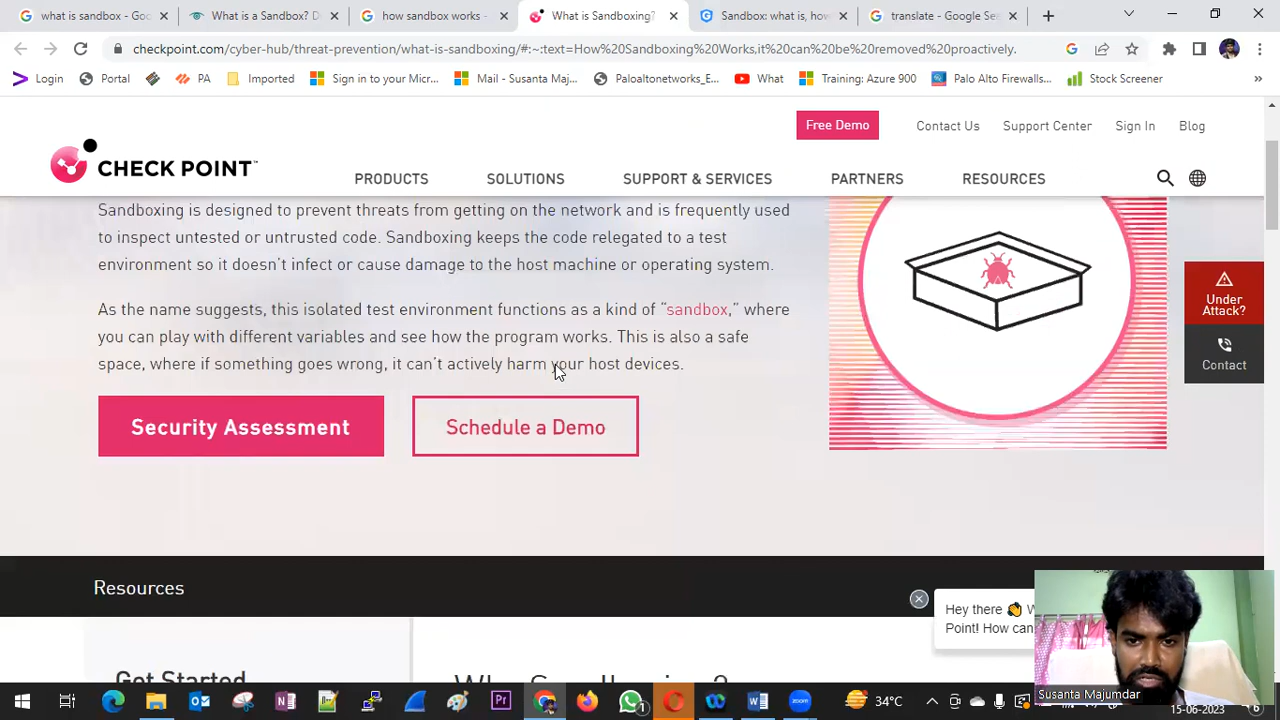 what is sandbox - Goo
What is a Sandbox? D
how sandbox works -
What is Sandboxing?
Sandbox: what is, how
translate - Google Sea
checkpoint.com/cyber-hub/threat-prevention/what-is-sandboxing/#:~:text=How%20Sandboxing%20Works,it%20can%20be%20removed%20proactively.
Login
Portal
PA
Imported
Sign in to your Micr...
Mail - Susanta Maj...
Paloaltonetworks_E...
What
Training: Azure 900
Palo Alto Firewalls...
Stock Screener
Free Demo
Contact Us
Support Center
Sign In
Blog
CHECK POINT
PRODUCTS
SOLUTIONS
SUPPORT & SERVICES
PARTNERS
RESOURCES
Sandboxing is designed to prevent threats from getting on the network and is frequently used
to inspect untested or untrusted code. Sandboxing keeps the code relegated to a test
environment so it doesn't infect or cause damage to the host machine or operating system.
As the name suggests, this isolated test environment functions as a kind of "sandbox," where
you can play with different variables and see how the program works. This is also a safe
space, where if something goes wrong, it can't actively harm your host devices.
Under
Attack?
Contact
Security Assessment
Schedule a Demo
Resources
Hey there
Point! How can
Get Started
Why Sandboxing?
Susanta Majumdar
34°C
15-06-2023